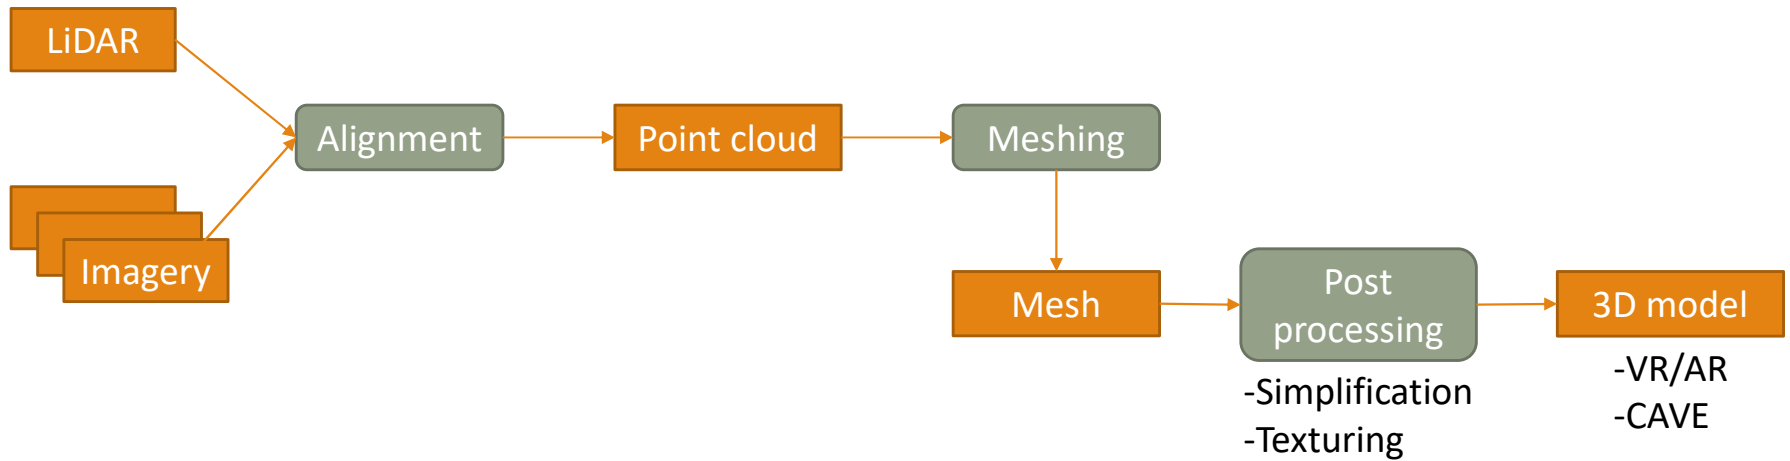 LiDAR
Alignment
Point cloud
Meshing
Imagery
Mesh
Post
processing
3D model
-Simplification
-Texturing
-VR/AR
-CAVE